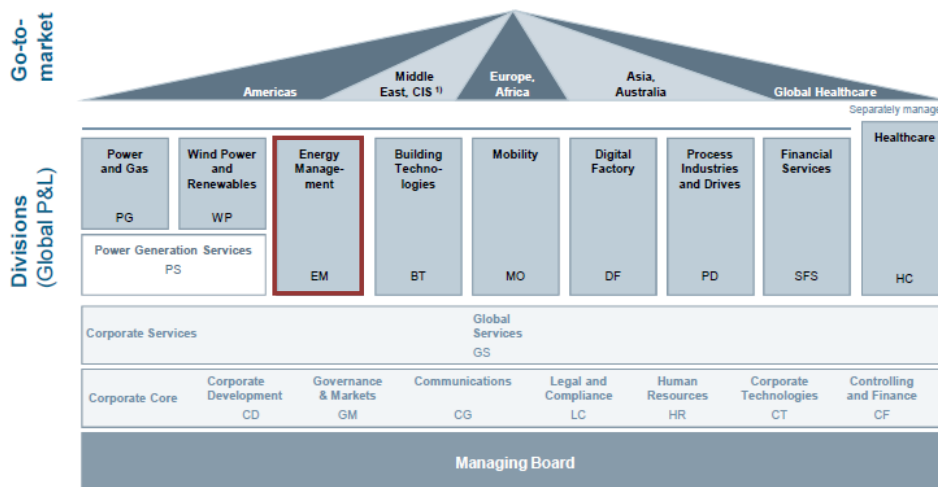 Go-to-
market
Middle
East, CIS 1)
Europe,
Africa
Asia,
Australia
Americas
Global Healthcare
Separately manage
Divisions
(Global P&L)
Power
and Gas
PG
Wind Power
and
Renewables
WP
Power Generation Services
PS
Energy
Manage-
ment
EM
Building
Techno-
logies
BT
Mobility
MO
Digital
Factory
DF
Process
Industries
and Drives
PD
Financial
Services
SFS
Healthcare
HC
Corporate Services
Global
Services
GS
Corporate Core
Corporate
Development
CD
Governance
& Markets
GM
Communications
CG
Legal and
Compliance
LC
Human
Resources
HR
Corporate
Technologies
CT
Controlling
and Finance
CF
Managing Board